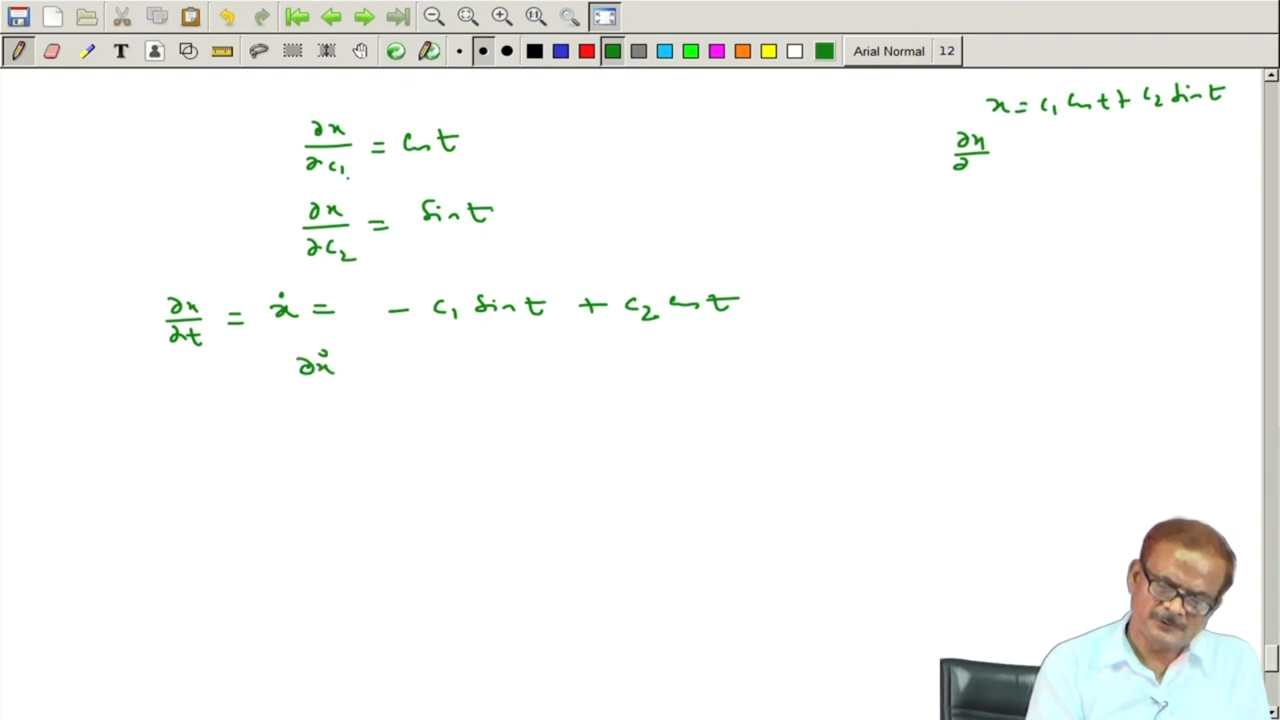 Arial Normal 12
x = c₁ cos t + c₂ sin t
∂x/∂
∂x/∂c₁ = cos t
∂x/∂c₂ = sin t
∂x/∂t = ẋ = - c₁ sin t + c₂ cos t
∂ẋ